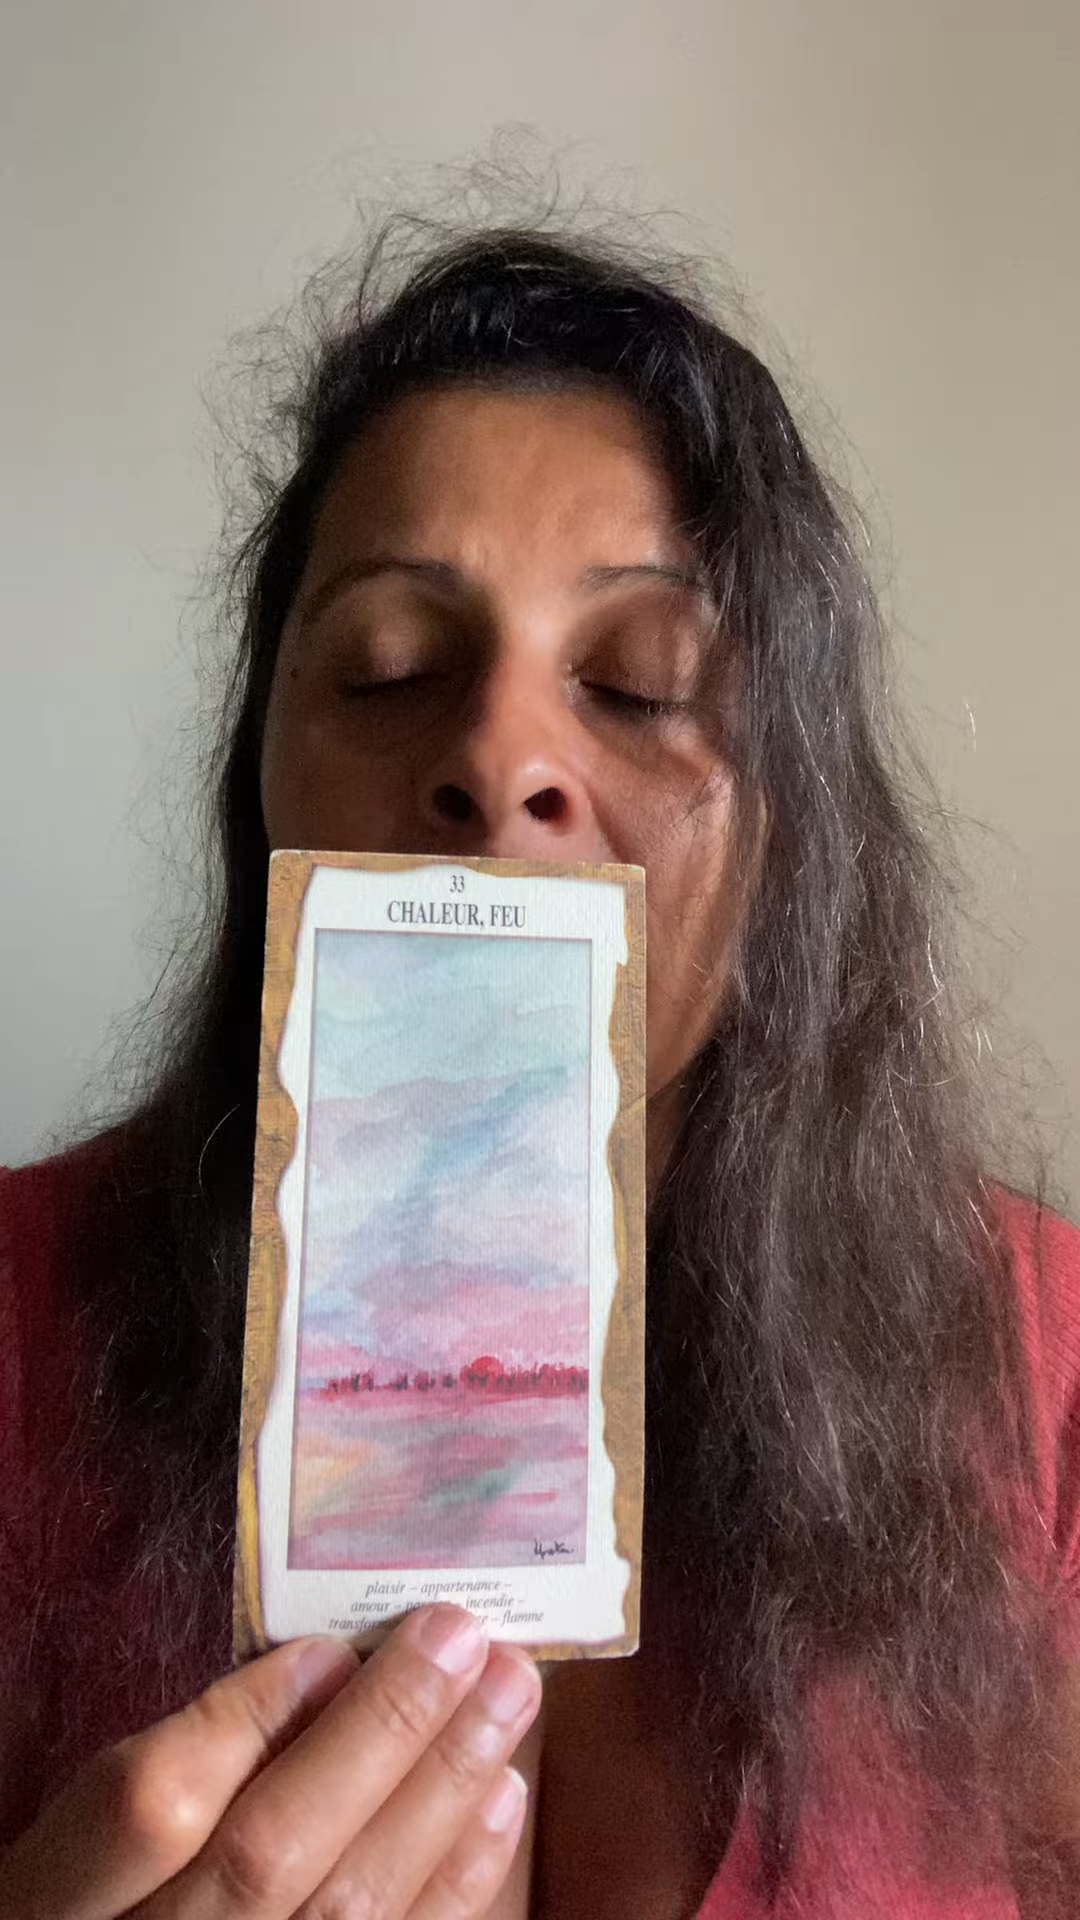 33
CHALEUR, FEU
plaisir – appartenance –
amour – incendie –
– flamme